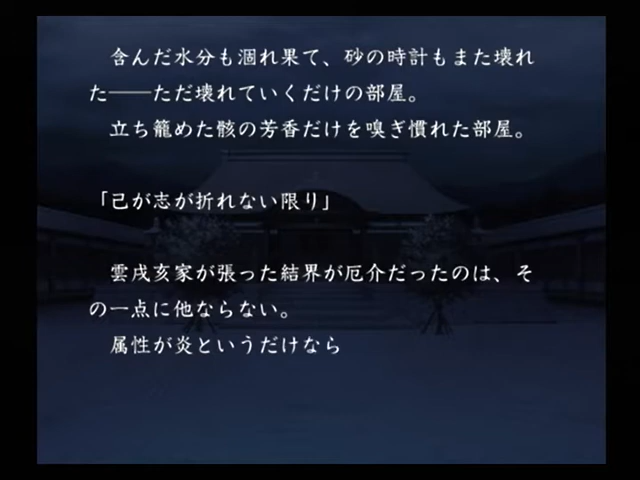 含んだ水分も涸れ果て、砂の時計もまた壊れ
た――ただ壊れていくだけの部屋。
立ち籠めた骸の芳香だけを嗅ぎ慣れた部屋。
「己が志が折れない限り」
雲戌亥家が張った結界が厄介だったのは、そ
の一点に他ならない。
属性が炎というだけなら